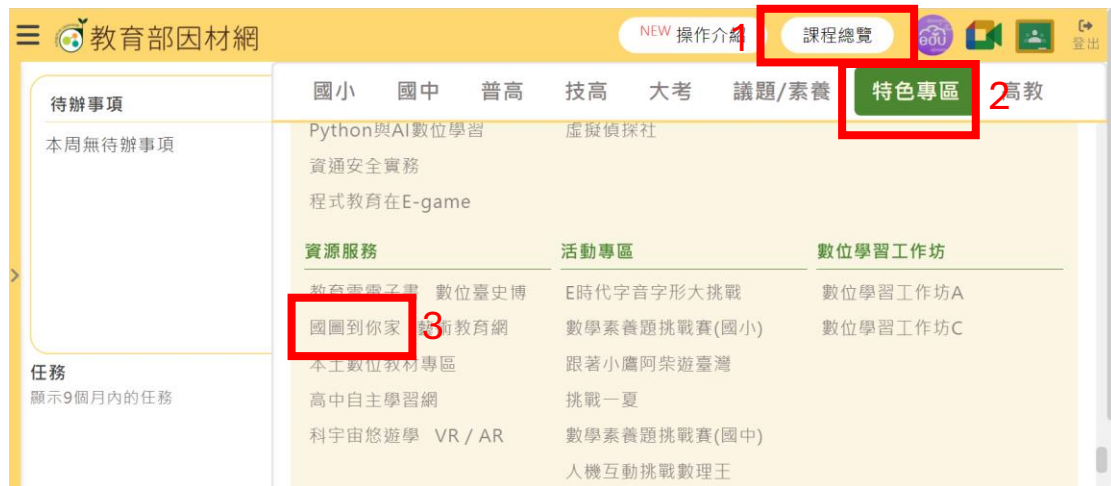 教育部因材網
NEW 操作介紹
1
課程總覽
登出
國小 國中 普高 技高 大考 議題/素養 特色專區 2 高教
待辦事項
本周無待辦事項
Python與AI數位學習 虛擬偵探社
資通安全實務
程式教育在E-game
資源服務 活動專區 數位學習工作坊
教育雲電子書 數位臺史博 E時代字音字形大挑戰 數位學習工作坊A
國圖到你家 3 藝術教育網 數學素養題挑戰賽(國小) 數位學習工作坊C
本土數位教材專區 跟著小鷹阿柴遊臺灣
任務
顯示9個月內的任務
高中自主學習網 挑戰一夏
科宇宙悠遊學 VR / AR 數學素養題挑戰賽(國中)
人機互動挑戰數理王